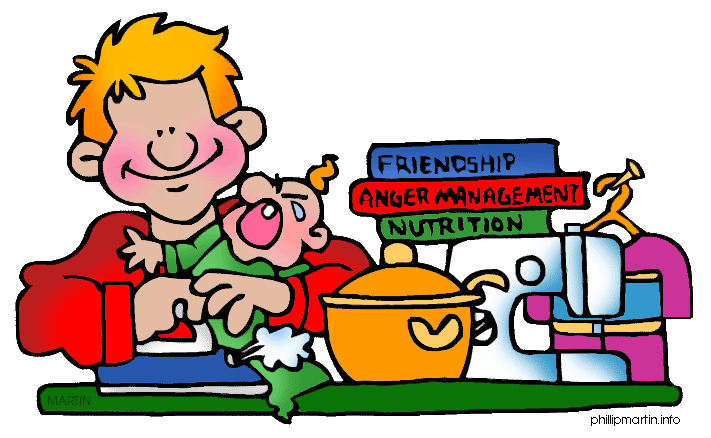 FRIENDSHIP
ANGER MANAGEMENT
NUTRITION
MARTIN
phillipmartin.info